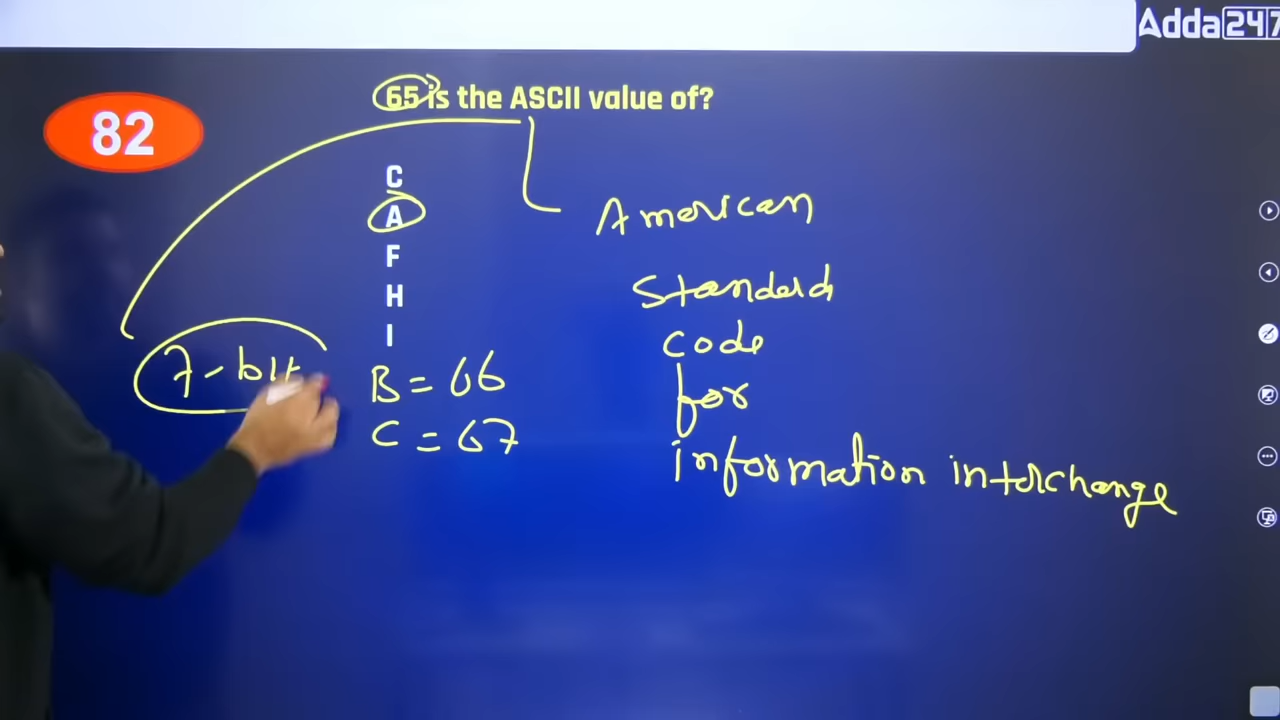 Adda247
82
65 is the ASCII value of?
C
A
F
H
I
American
Standard
Code
for
information interchange
7-bit
B = 66
C = 67